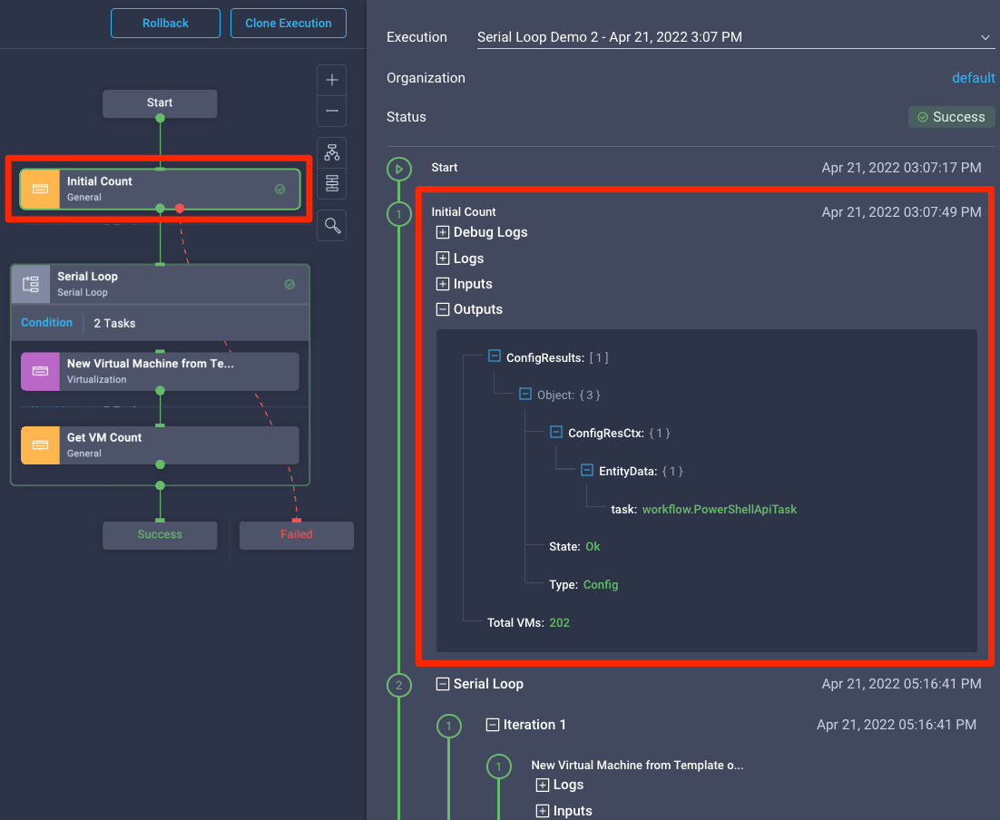 Rollback
Clone Execution
Start
Initial Count
General
Serial Loop
Serial Loop
Condition
2 Tasks
New Virtual Machine from Te...
Virtualization
Get VM Count
General
Success
Failed
Execution
Serial Loop Demo 2 - Apr 21, 2022 3:07 PM
Organization
default
Status
Success
Start
Apr 21, 2022 03:07:17 PM
1
Initial Count
Apr 21, 2022 03:07:49 PM
Debug Logs
Logs
Inputs
Outputs
ConfigResults: [ 1 ]
Object: { 3 }
ConfigResCtx: { 1 }
EntityData: { 1 }
task: workflow.PowerShellApiTask
State: Ok
Type: Config
Total VMs: 202
2
Serial Loop
Apr 21, 2022 05:16:41 PM
1
Iteration 1
Apr 21, 2022 05:16:41 PM
1
New Virtual Machine from Template o...
Logs
Inputs